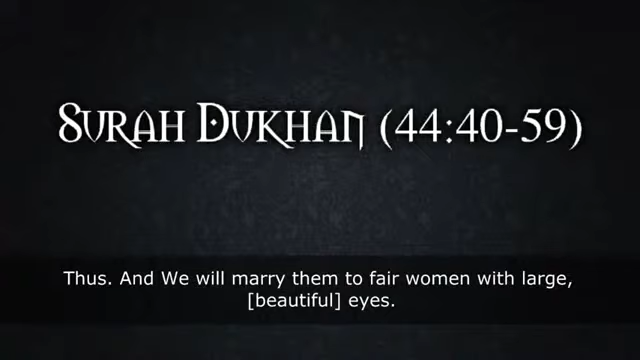 Surah Dukhan (44:40-59)
Thus. And We will marry them to fair women with large,
[beautiful] eyes.